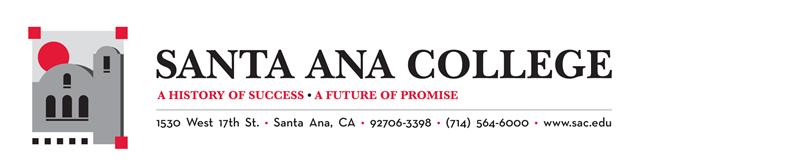 SANTA ANA COLLEGE
A HISTORY OF SUCCESS • A FUTURE OF PROMISE
1530 West 17th St. • Santa Ana, CA • 92706-3398 • (714) 564-6000 • www.sac.edu